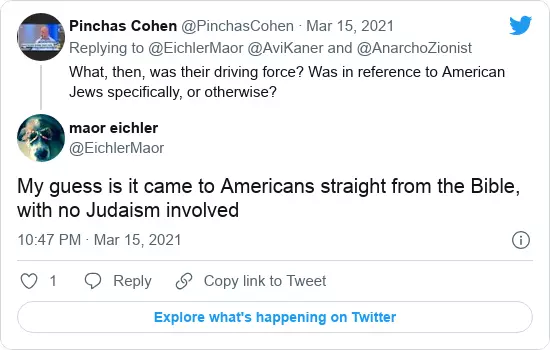 Pinchas Cohen @PinchasCohen · Mar 15, 2021
Replying to @EichlerMaor @AviKaner and @AnarchoZionist
What, then, was their driving force? Was in reference to American
Jews specifically, or otherwise?
maor eichler
@EichlerMaor
My guess is it came to Americans straight from the Bible,
with no Judaism involved
10:47 PM · Mar 15, 2021
1 Reply Copy link to Tweet
Explore what's happening on Twitter